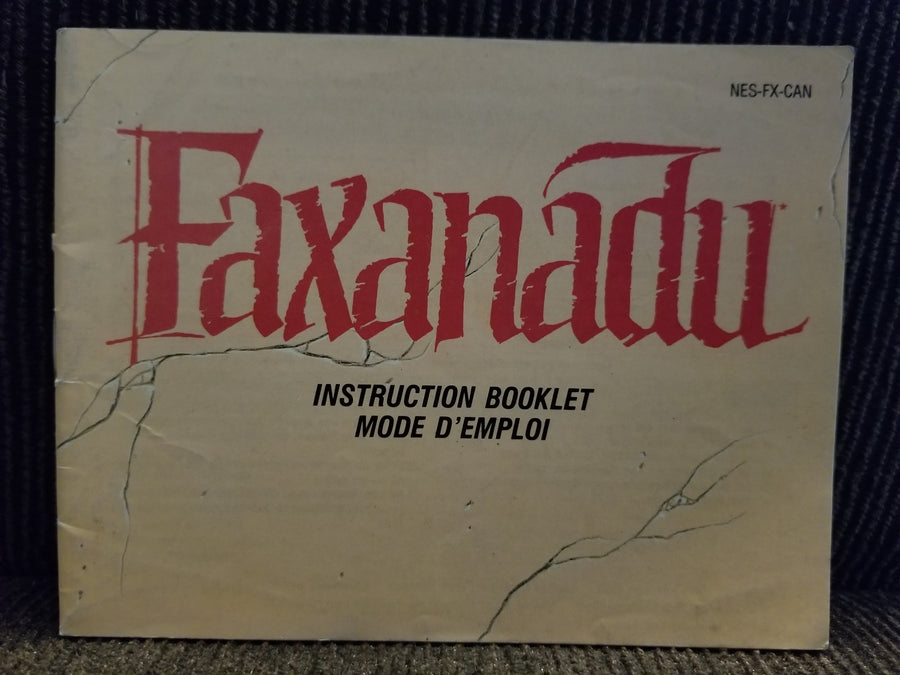 NES-FX-CAN
Faxanadu*
INSTRUCTION BOOKLET
MODE D'EMPLOI